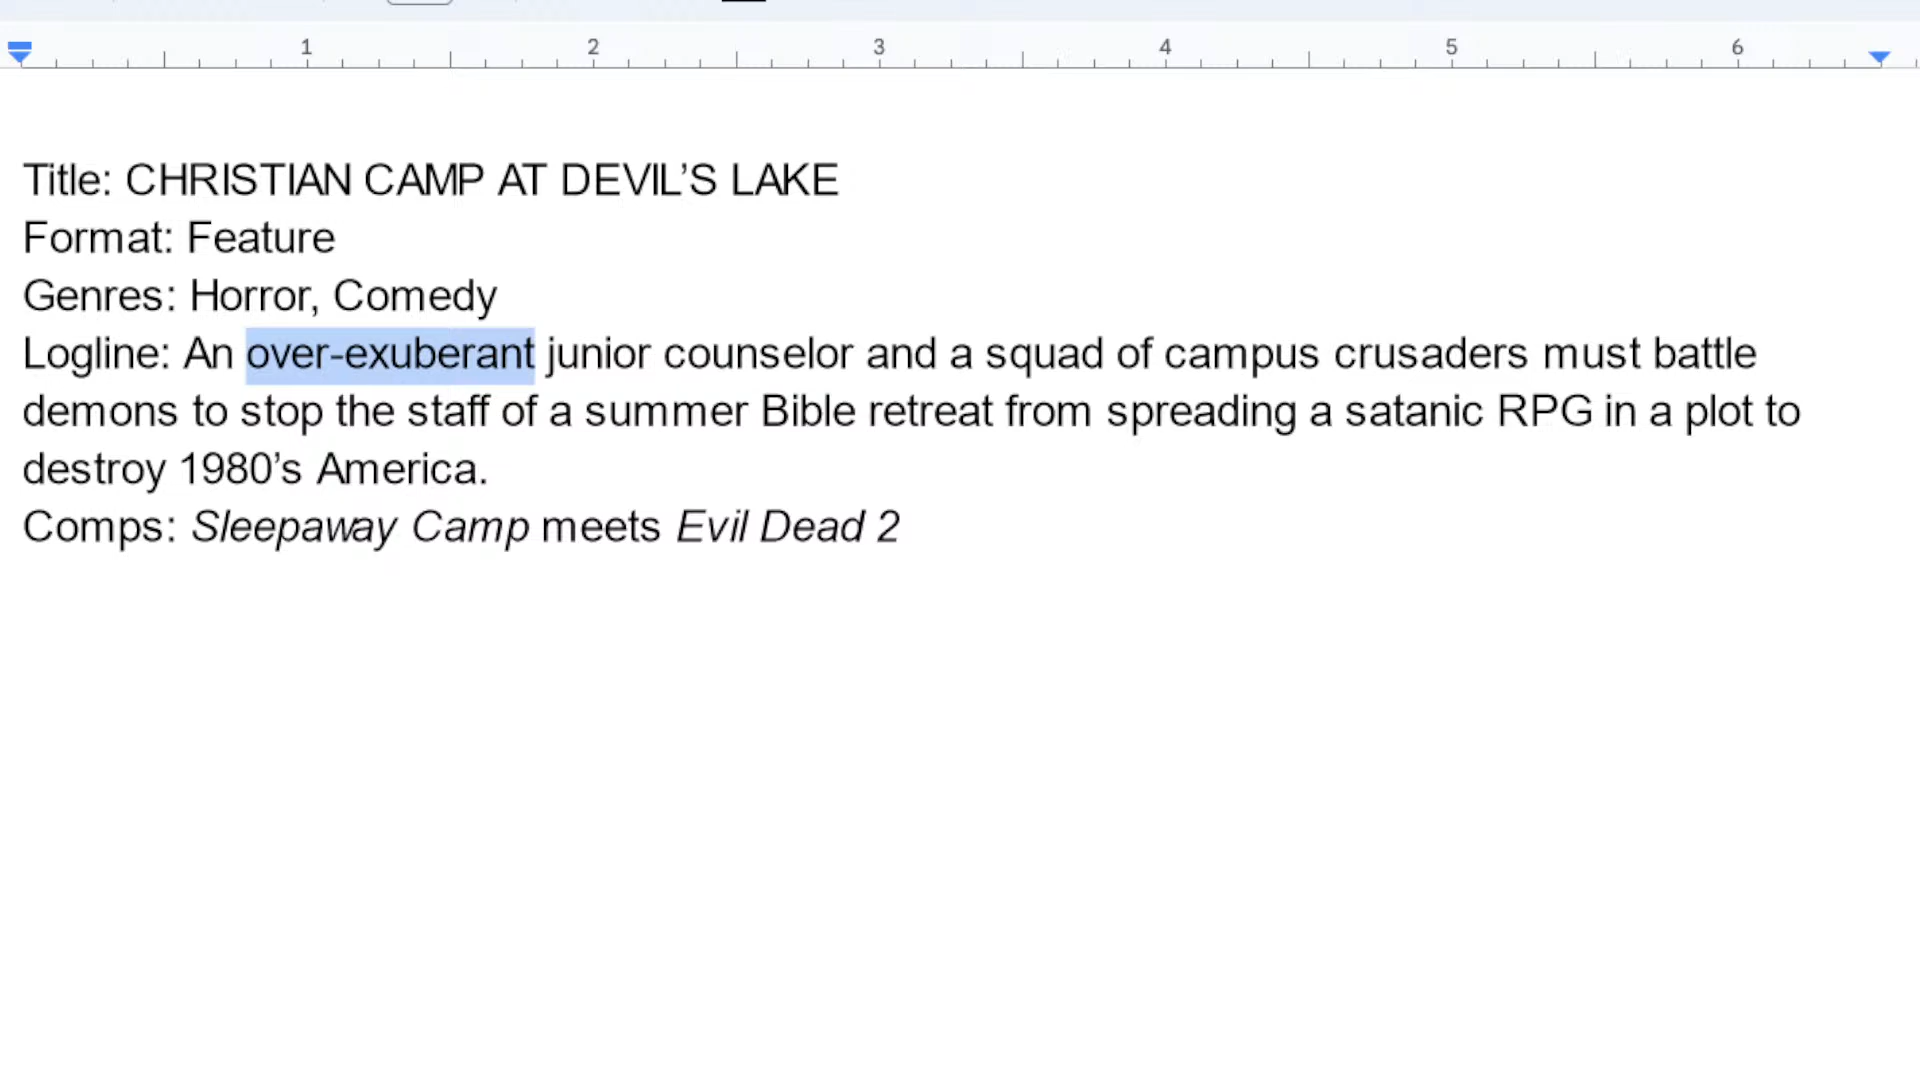 1 2 3 4 5 6
Title: CHRISTIAN CAMP AT DEVIL’S LAKE
Format: Feature
Genres: Horror, Comedy
Logline: An over-exuberant junior counselor and a squad of campus crusaders must battle
demons to stop the staff of a summer Bible retreat from spreading a satanic RPG in a plot to
destroy 1980’s America.
Comps: Sleepaway Camp meets Evil Dead 2